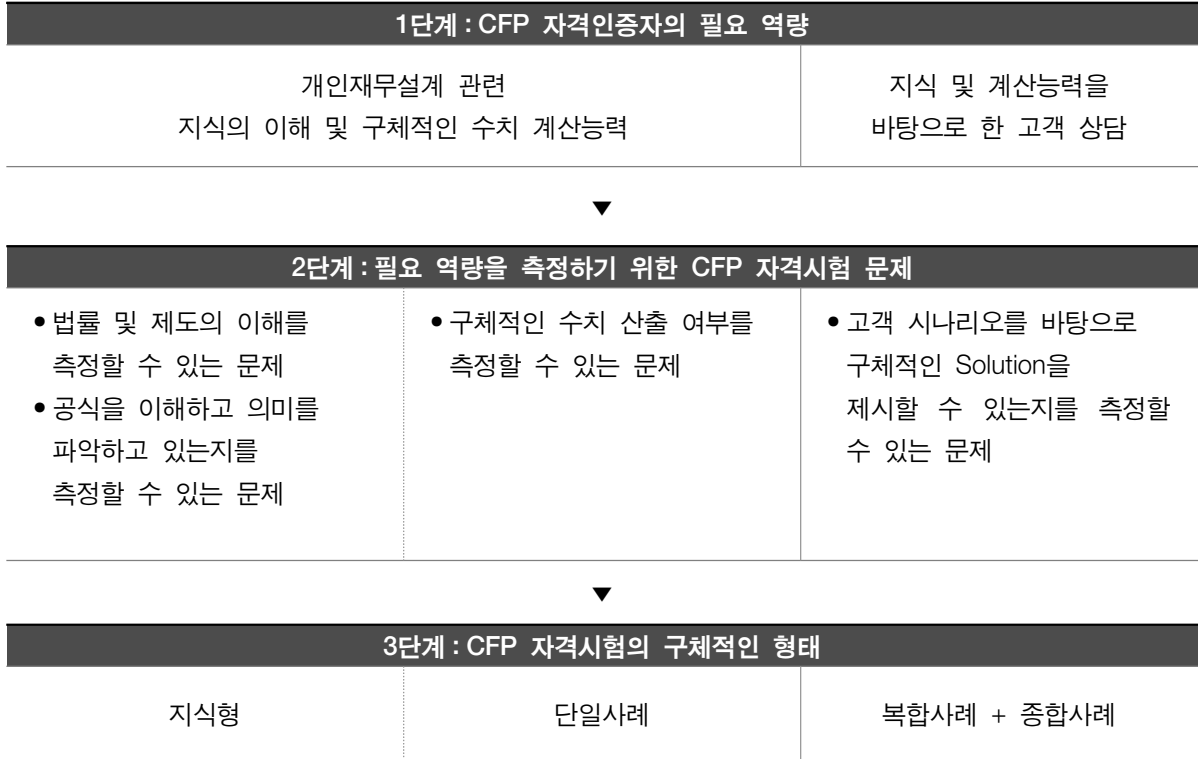 1단계 : CFP 자격인증자의 필요 역량
개인재무설계 관련
지식의 이해 및 구체적인 수치 계산능력
지식 및 계산능력을
바탕으로 한 고객 상담
▼
2단계 : 필요 역량을 측정하기 위한 CFP 자격시험 문제
• 법률 및 제도의 이해를
측정할 수 있는 문제
• 공식을 이해하고 의미를
파악하고 있는지를
측정할 수 있는 문제
• 구체적인 수치 산출 여부를
측정할 수 있는 문제
• 고객 시나리오를 바탕으로
구체적인 Solution을
제시할 수 있는지를 측정할
수 있는 문제
▼
3단계 : CFP 자격시험의 구체적인 형태
지식형
단일사례
복합사례 + 종합사례